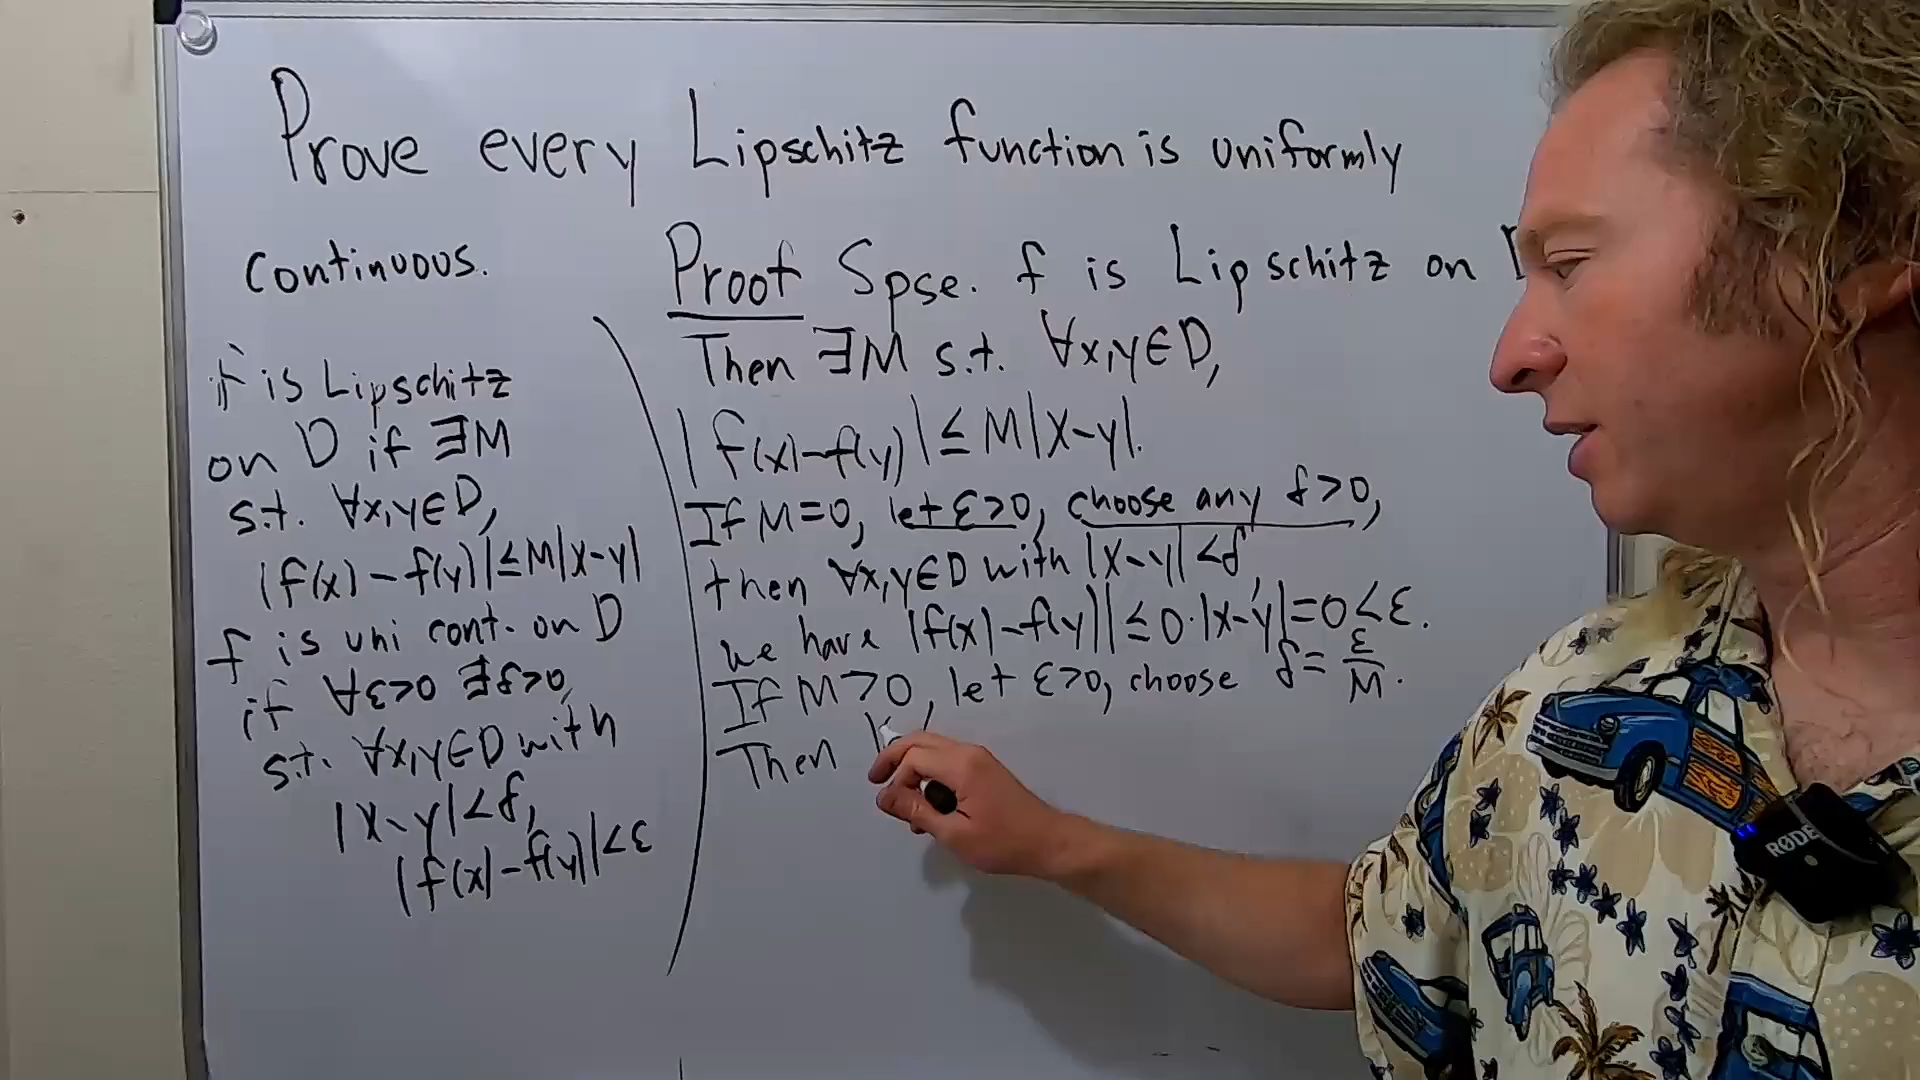 Prove every Lipschitz function is uniformly
continuous.
f is Lipschitz
on D if ∃M
s.t. ∀x,y∈D,
|f(x)-f(y)|≤M|x-y|
f is uni cont. on D
if ∀ε>0 ∃δ>0,
s.t. ∀x,y∈D with
|x-y|<δ,
|f(x)-f(y)|<ε
Proof Spse. f is Lipschitz on
Then ∃M s.t. ∀x,y∈D,
|f(x)-f(y)|≤M|x-y|.
If M=0, let ε>0, choose any δ>0,
then ∀x,y∈D with |x-y|<δ,
we have |f(x)-f(y)|≤0·|x-y|=0<ε.
If M>0, let ε>0, choose δ=ε/M.
Then
RØDE